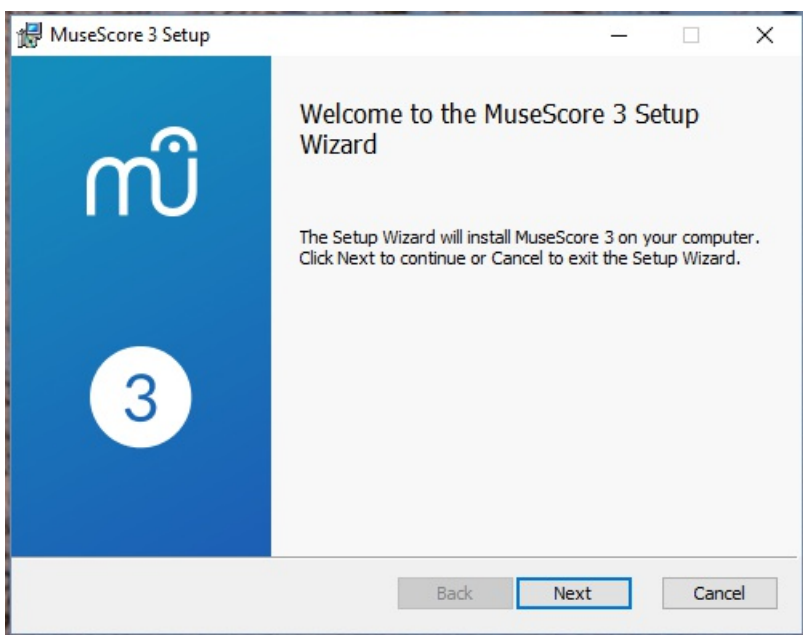 MuseScore 3 Setup
mû
3
Welcome to the MuseScore 3 Setup
Wizard
The Setup Wizard will install MuseScore 3 on your computer.
Click Next to continue or Cancel to exit the Setup Wizard.
Back
Next
Cancel